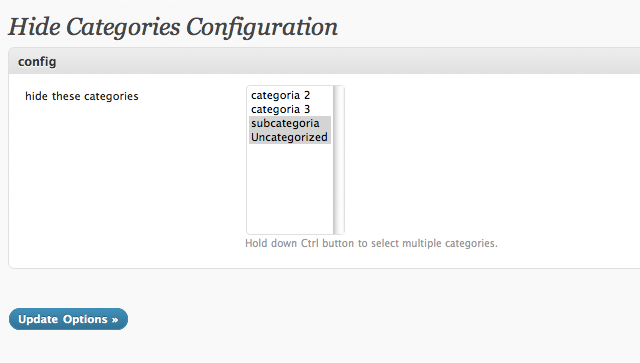 Hide Categories Configuration
config
hide these categories
categoria 2
categoria 3
subcategoria
Uncategorized
Hold down Ctrl button to select multiple categories.
Update Options »